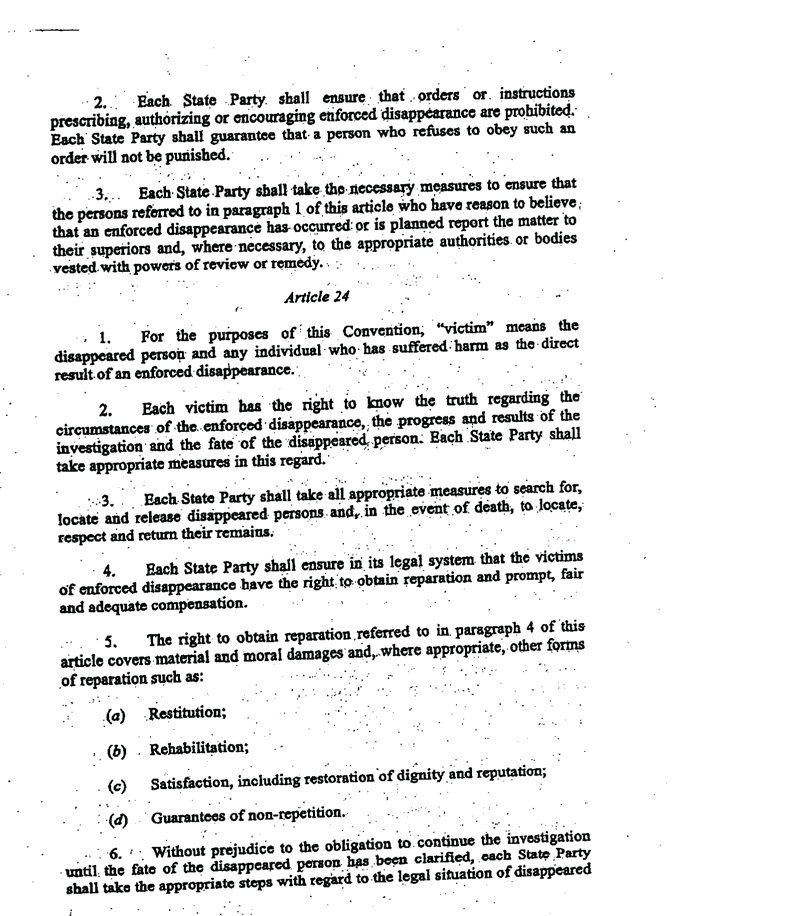 2. Each State Party shall ensure that orders or instructions
prescribing, authorizing or encouraging enforced disappearance are prohibited.
Each State Party shall guarantee that a person who refuses to obey such an
order will not be punished.
3. Each State Party shall take the necessary measures to ensure that
the persons referred to in paragraph 1 of this article who have reason to believe
that an enforced disappearance has occurred or is planned report the matter to
their superiors and, where necessary, to the appropriate authorities or bodies
vested with powers of review or remedy.
Article 24
1. For the purposes of this Convention, “victim” means the
disappeared person and any individual who has suffered harm as the direct
result of an enforced disappearance.
2. Each victim has the right to know the truth regarding the
circumstances of the enforced disappearance, the progress and results of the
investigation and the fate of the disappeared person. Each State Party shall
take appropriate measures in this regard.
3. Each State Party shall take all appropriate measures to search for,
locate and release disappeared persons and, in the event of death, to locate,
respect and return their remains.
4. Each State Party shall ensure in its legal system that the victims
of enforced disappearance have the right to obtain reparation and prompt, fair
and adequate compensation.
5. The right to obtain reparation referred to in paragraph 4 of this
article covers material and moral damages and, where appropriate, other forms
of reparation such as:
(a) Restitution;
(b) Rehabilitation;
(c) Satisfaction, including restoration of dignity and reputation;
(d) Guarantees of non-repetition.
6. Without prejudice to the obligation to continue the investigation
until the fate of the disappeared person has been clarified, each State Party
shall take the appropriate steps with regard to the legal situation of disappeared